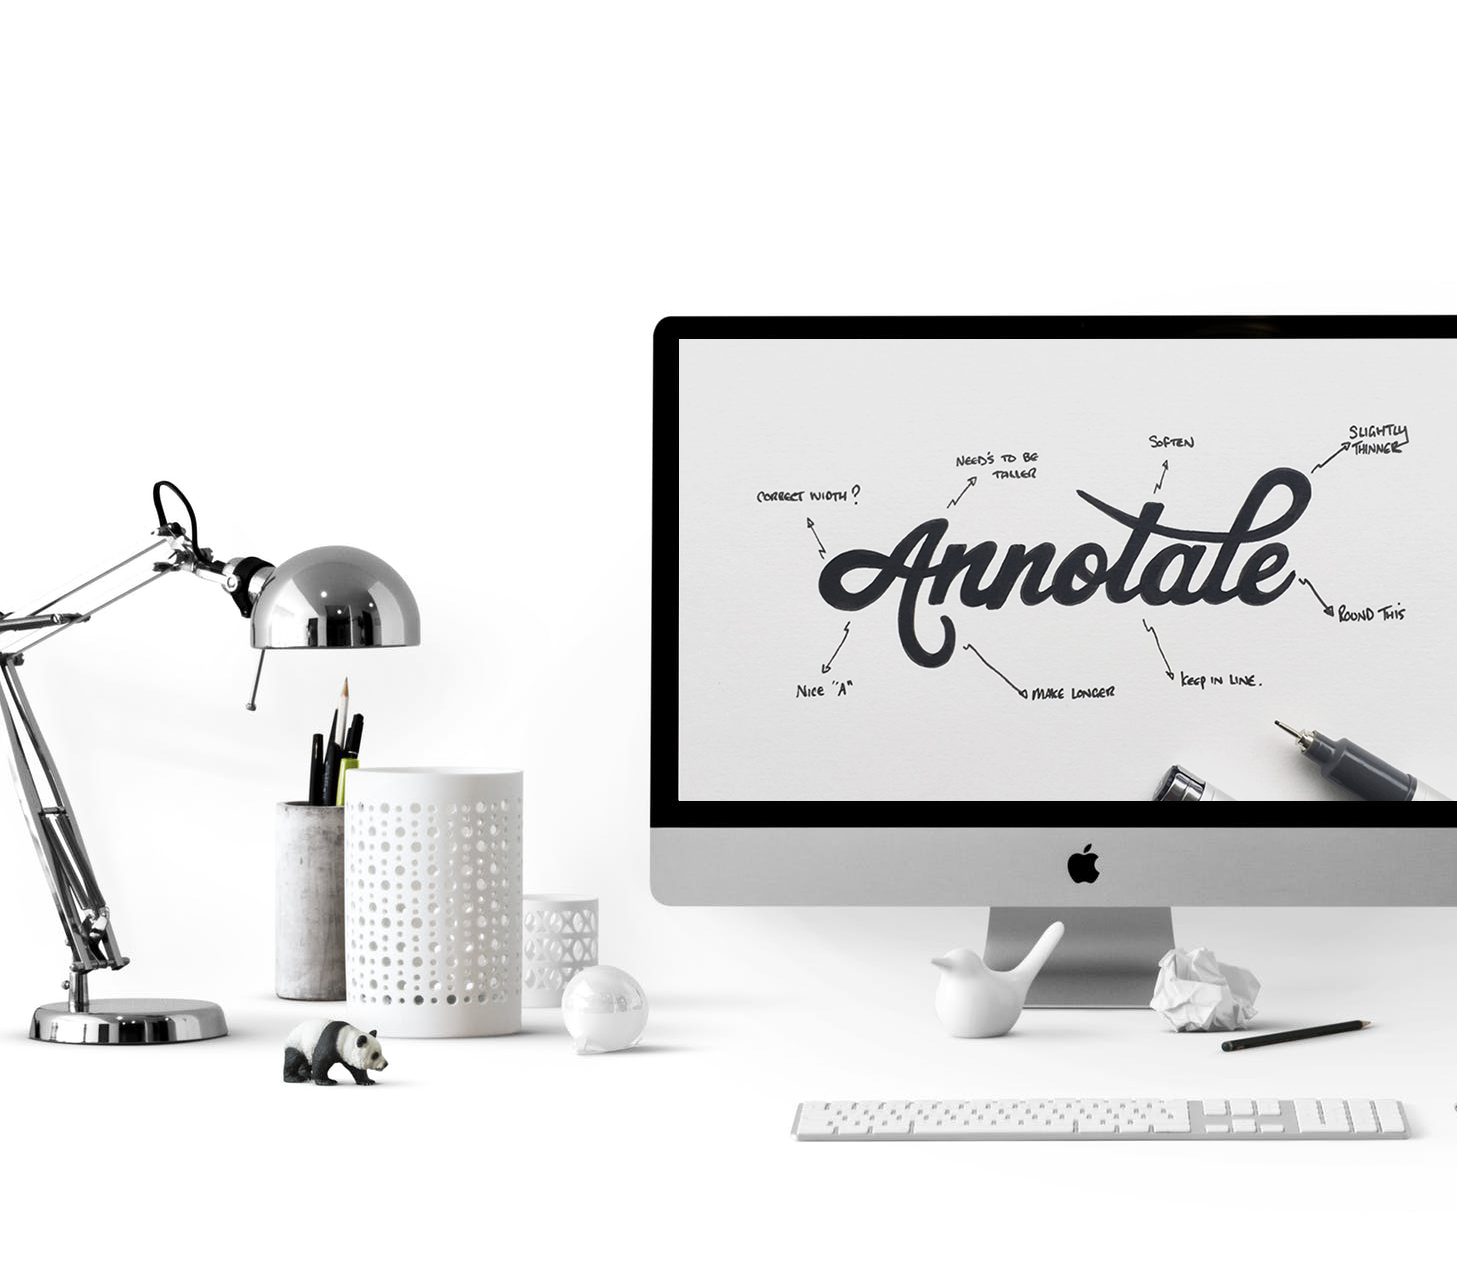 SLIGHTLY
THINNER
SOFTEN
NEED'S TO BE
TALLER
CORRECT WIDTH?
Annotate
ROUND THIS
KEEP IN LINE.
NICE "A"
MAKE LONGER